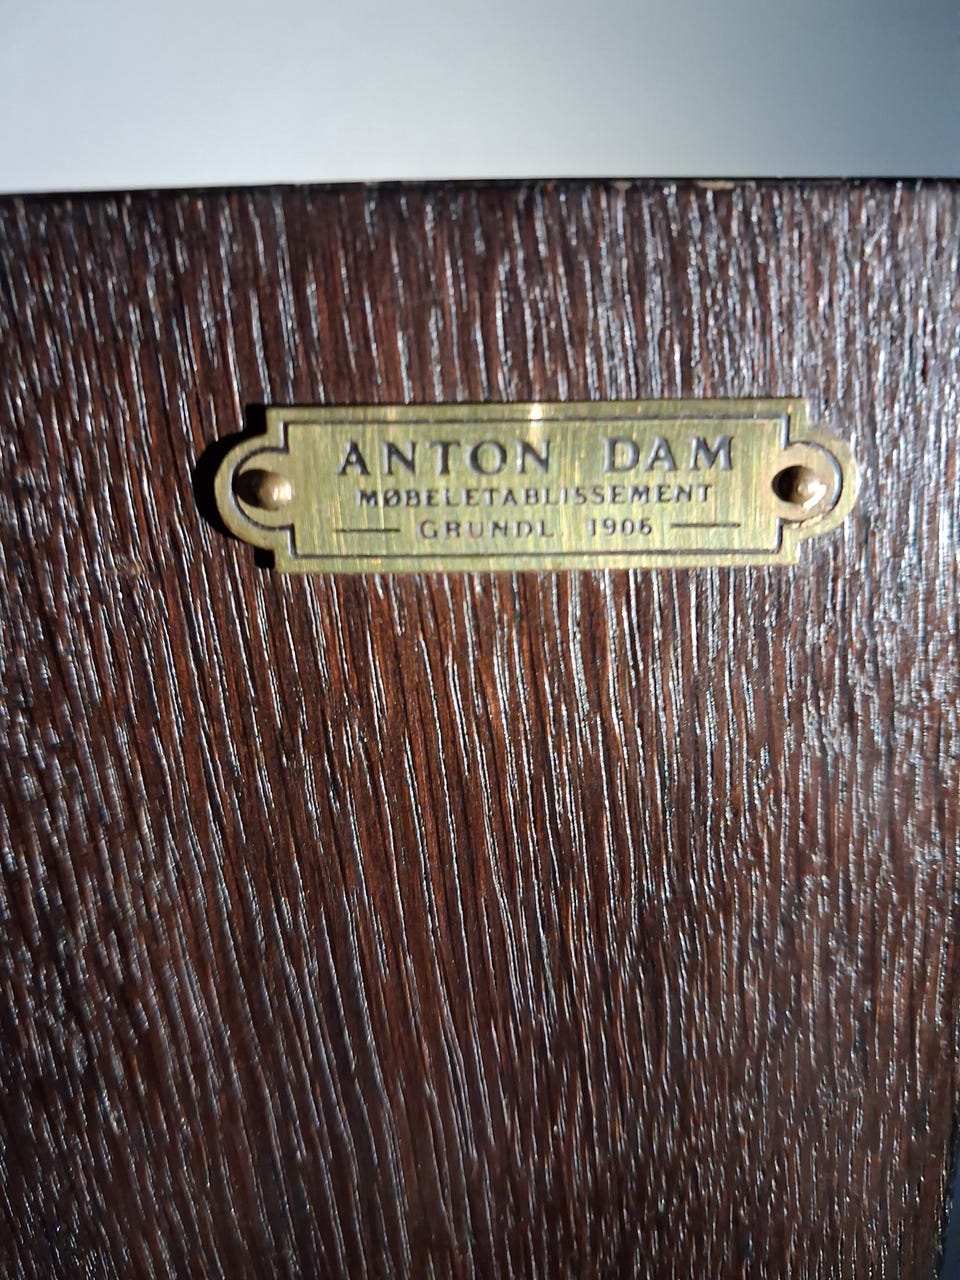 ANTON DAM
MØBELETABLISSEMENT
GRUNDL 1906